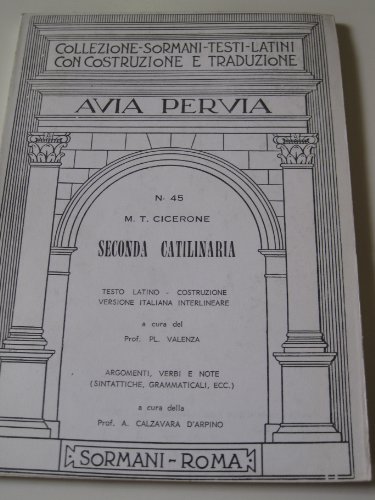 COLLEZIONE-SORMANI-TESTI-LATINI
CON COSTRUZIONE E TRADUZIONE
AVIA PERVIA
N. 45
M. T. CICERONE
SECONDA CATILINARIA
TESTO LATINO - COSTRUZIONE
VERSIONE ITALIANA INTERLINEARE
a cura del
Prof. PL. VALENZA
ARGOMENTI, VERBI E NOTE
(SINTATTICHE, GRAMMATICALI, ECC.)
a cura della
Prof. A. CALZAVARA D'ARPINO
SORMANI-ROMA